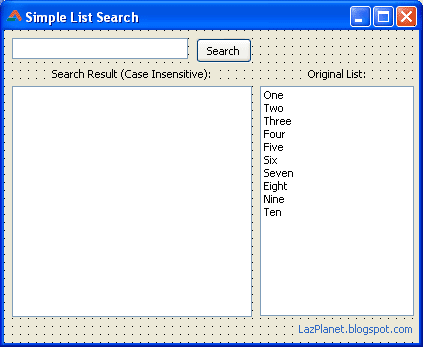 Simple List Search
Search
Search Result (Case Insensitive):
Original List:
One
Two
Three
Four
Five
Six
Seven
Eight
Nine
Ten
LazPlanet.blogspot.com